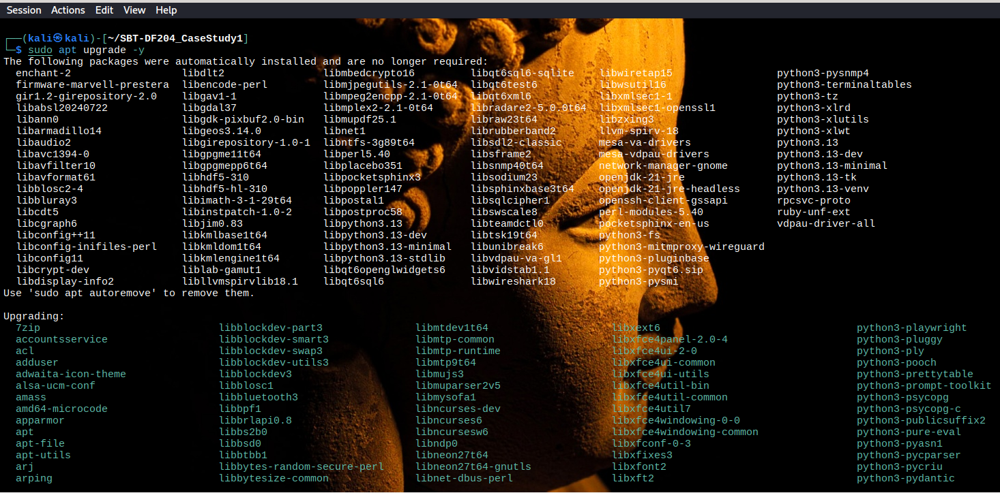 Session Actions Edit View Help
┌──(kali㉿kali)-[~/SBT-DF204_CaseStudy1]
└─$ sudo apt upgrade -y
The following packages were automatically installed and are no longer required:
enchant-2 libdlt2 libmbedcrypto16 libqt6sql6-sqlite libwiretap15 python3-pysnmp4
firmware-marvell-prestera libencode-perl libmjpegutils-2.1-0t64 libqt6test6 libwsutil16 python3-terminaltables
gir1.2-girepository-2.0 libgav1-1 libmpeg2encpp-2.1-0t64 libqt6xml6 libxmlsec1-1 python3-tz
libabsl20240722 libgdal37 libmplex2-2.1-0t64 libradare2-5.0.0t64 libxmlsec1-openssl1 python3-xlrd
libann0 libgdk-pixbuf2.0-bin libmupdf25.1 libraw23t64 libzxing3 python3-xlutils
libarmadillo14 libgeos3.14.0 libnet1 librubberband2 llvm-spirv-18 python3-xlwt
libaudio2 libgirepository-1.0-1 libntfs-3g89t64 libsdl2-classic mesa-va-drivers python3.13
libavc1394-0 libgpgme11t64 libperl5.40 libsframe2 mesa-vdpau-drivers python3.13-dev
libavfilter10 libgpgmepp6t64 libplacebo351 libsnmp40t64 network-manager-gnome python3.13-minimal
libavformat61 libhdf5-310 libpocketsphinx3 libsodium23 openjdk-21-jre python3.13-tk
libblosc2-4 libhdf5-hl-310 libpoppler147 libsphinxbase3t64 openjdk-21-jre-headless python3.13-venv
libbluray3 libimath-3-1-29t64 libpostal1 libsqlcipher1 openssh-client-gssapi rpcsvc-proto
libcdt5 libinstpatch-1.0-2 libpostproc58 libswscale8 perl-modules-5.40 ruby-unf-ext
libcgraph6 libjim0.83 libpython3.13 libteamdctl0 pocketsphinx-en-us vdpau-driver-all
libconfig++11 libkmlbase1t64 libpython3.13-dev libtsk19t64 python3-fs
libconfig-inifiles-perl libkmldom1t64 libpython3.13-minimal libunibreak6 python3-mitmproxy-wireguard
libconfig11 libkmlengine1t64 libpython3.13-stdlib libvdpau-va-gl1 python3-pluginbase
libcrypt-dev liblab-gamut1 libqt6openglwidgets6 libvidstab1.1 python3-pyqt6.sip
libdisplay-info2 libllvmspirvlib18.1 libqt6sql6 libwireshark18 python3-pysmi
Use 'sudo apt autoremove' to remove them.
Upgrading:
7zip libblockdev-part3 libmtdev1t64 libxext6 python3-playwright
accountsservice libblockdev-smart3 libmtp-common libxfce4panel-2.0-4 python3-pluggy
acl libblockdev-swap3 libmtp-runtime libxfce4ui-2-0 python3-ply
adduser libblockdev-utils3 libmtp9t64 libxfce4ui-common python3-pooch
adwaita-icon-theme libblockdev3 libmujs3 libxfce4ui-utils python3-prettytable
alsa-ucm-conf libblosc1 libmuparser2v5 libxfce4util-bin python3-prompt-toolkit
amass libbluetooth3 libmysofa1 libxfce4util-common python3-psycopg
amd64-microcode libbpf1 libncurses-dev libxfce4util7 python3-psycopg-c
apparmor libbrlapi0.8 libncurses6 libxfce4windowing-0-0 python3-publicsuffix2
apt libbs2b0 libncursesw6 libxfce4windowing-common python3-pure-eval
apt-file libbsd0 libndp0 libxfconf-0-3 python3-pyasn1
apt-utils libbtbb1 libneon27t64 libxfixes3 python3-pycparser
arj libbytes-random-secure-perl libneon27t64-gnutls libxfont2 python3-pycriu
arping libbytesize-common libnet-dbus-perl libxft2 python3-pydantic